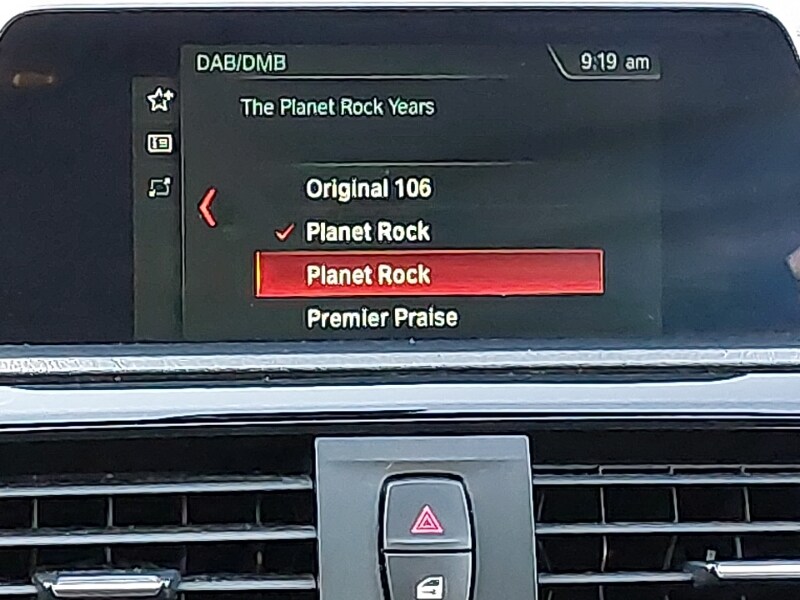 DAB/DMB
9:19 am
The Planet Rock Years
Original 106
Planet Rock
Planet Rock
Premier Praise